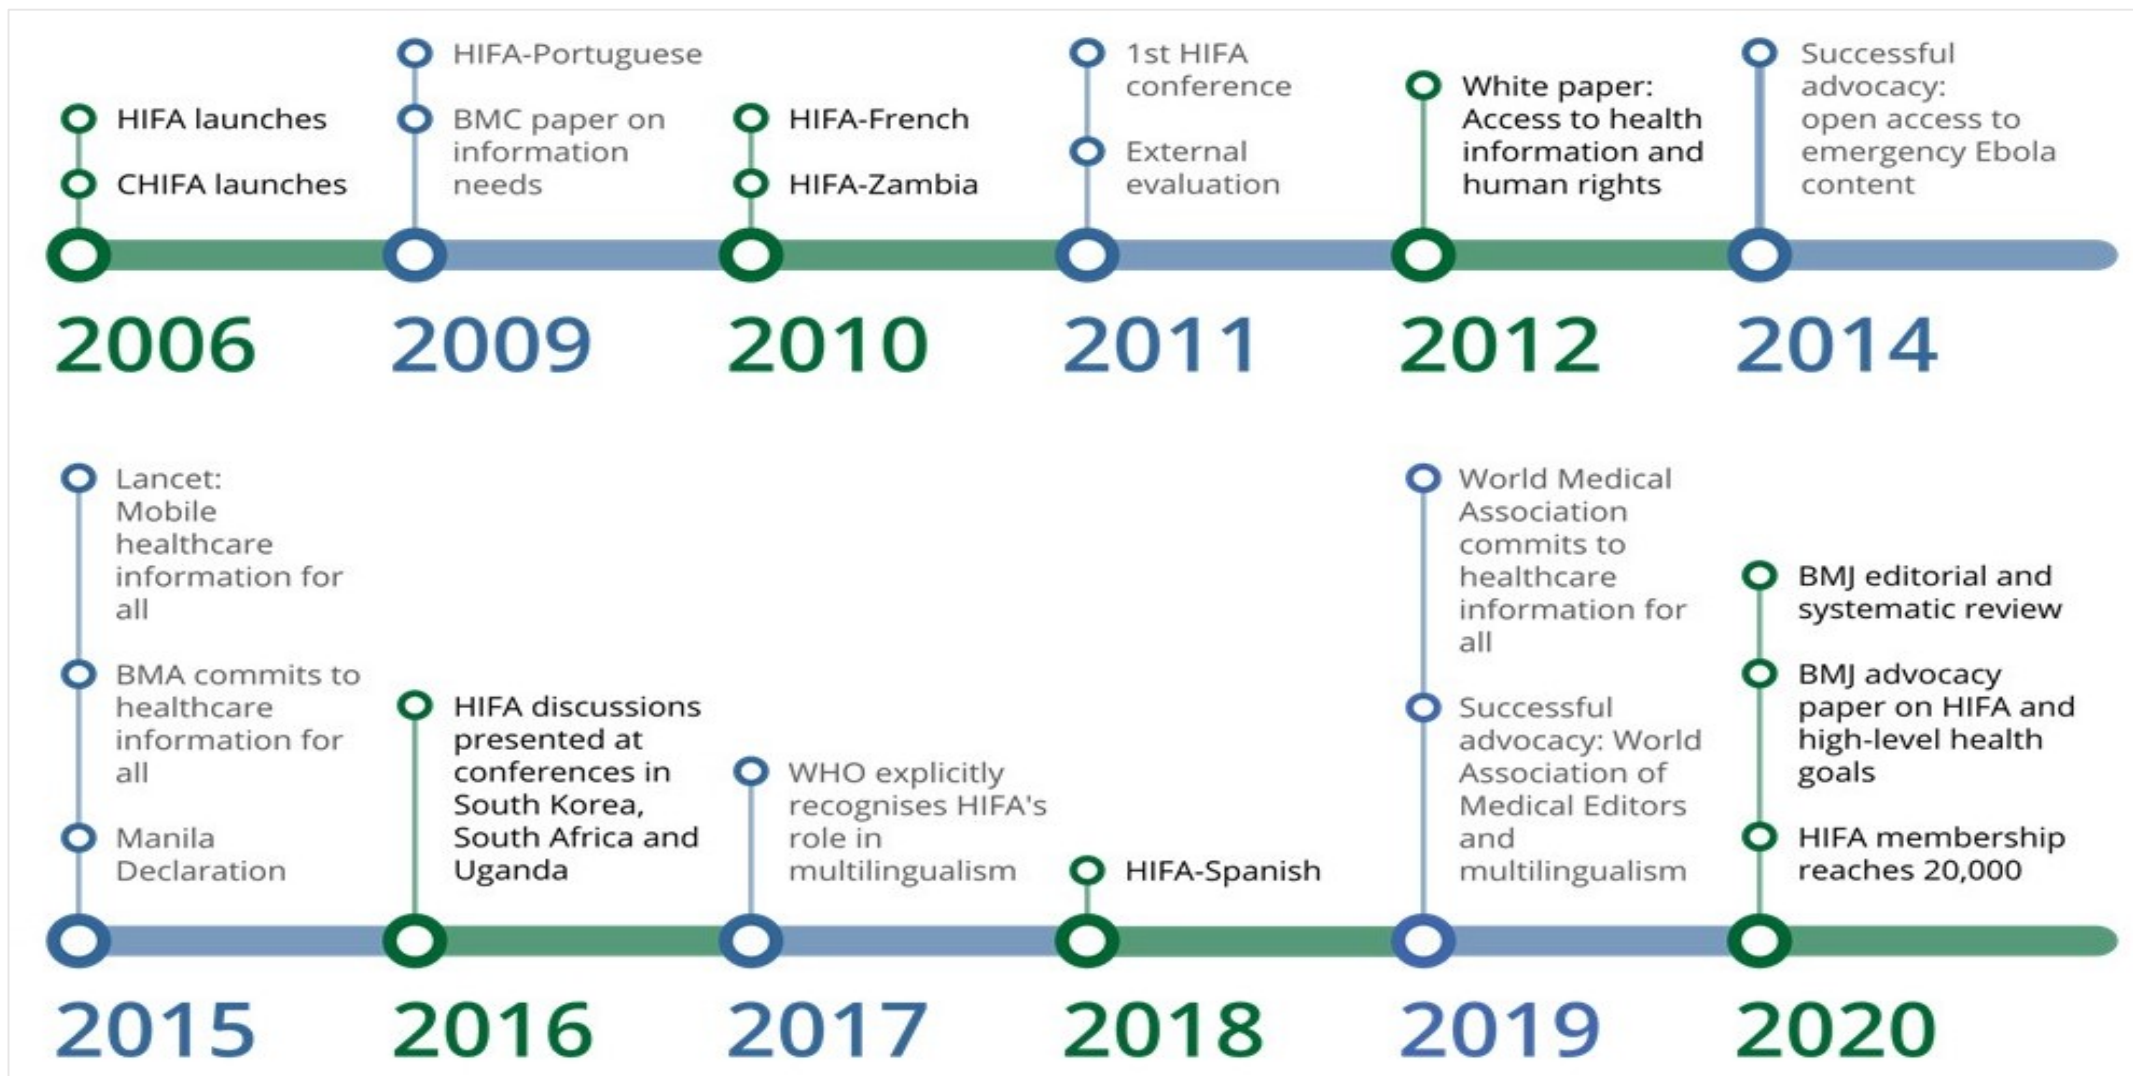 HIFA launches
CHIFA launches
2006
HIFA-Portuguese
BMC paper on
information
needs
2009
HIFA-French
HIFA-Zambia
2010
1st HIFA
conference
External
evaluation
2011
White paper:
Access to health
information and
human rights
2012
Successful
advocacy:
open access to
emergency Ebola
content
2014
Lancet:
Mobile
healthcare
information for
all
BMA commits to
healthcare
information for
all
Manila
Declaration
2015
HIFA discussions
presented at
conferences in
South Korea,
South Africa and
Uganda
2016
WHO explicitly
recognises HIFA's
role in
multilingualism
2017
HIFA-Spanish
2018
World Medical
Association
commits to
healthcare
information for
all
Successful
advocacy: World
Association of
Medical Editors
and
multilingualism
2019
BMJ editorial and
systematic review
BMJ advocacy
paper on HIFA and
high-level health
goals
HIFA membership
reaches 20,000
2020